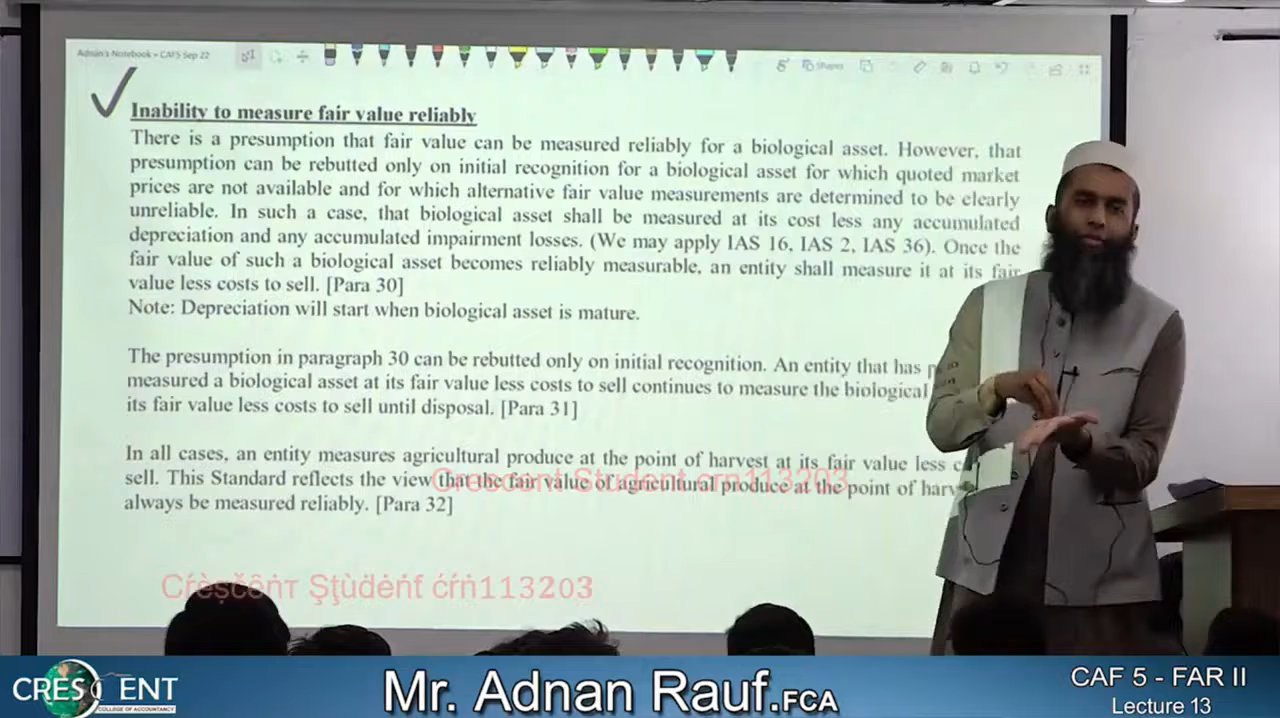 Adnan's Notebook » CAF5 Sep 22
Shapes
Inability to measure fair value reliably
There is a presumption that fair value can be measured reliably for a biological asset. However, that
presumption can be rebutted only on initial recognition for a biological asset for which quoted market
prices are not available and for which alternative fair value measurements are determined to be clearly
unreliable. In such a case, that biological asset shall be measured at its cost less any accumulated
depreciation and any accumulated impairment losses. (We may apply IAS 16, IAS 2, IAS 36). Once the
fair value of such a biological asset becomes reliably measurable, an entity shall measure it at its fair
value less costs to sell. [Para 30]
Note: Depreciation will start when biological asset is mature.
The presumption in paragraph 30 can be rebutted only on initial recognition. An entity that has
measured a biological asset at its fair value less costs to sell continues to measure the biological
its fair value less costs to sell until disposal. [Para 31]
In all cases, an entity measures agricultural produce at the point of harvest at its fair value less
sell. This Standard reflects the view that the fair value of agricultural produce at the point of
always be measured reliably. [Para 32]
Crescent Student crn113203
Cŕèşčěńт Şţùďėńť ćŕń113203
CRESCENT
COLLEGE OF ACCOUNTANCY
Mr. Adnan Rauf.FCA
CAF 5 - FAR II
Lecture 13